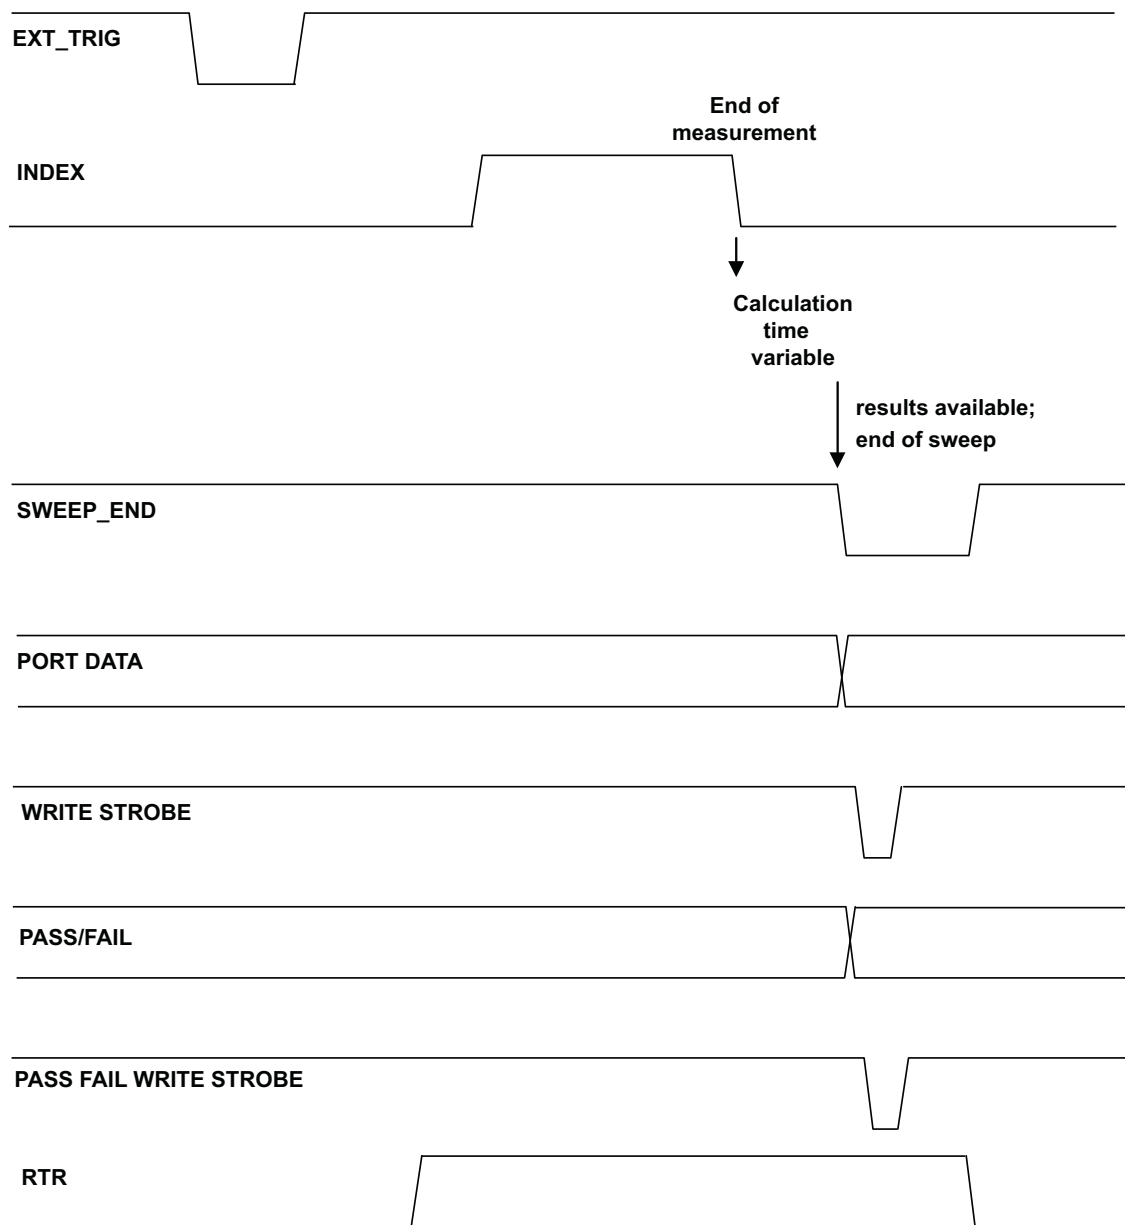 EXT_TRIG
End of
measurement
INDEX
Calculation
time
variable
results available;
end of sweep
SWEEP_END
PORT DATA
WRITE STROBE
PASS/FAIL
PASS FAIL WRITE STROBE
RTR